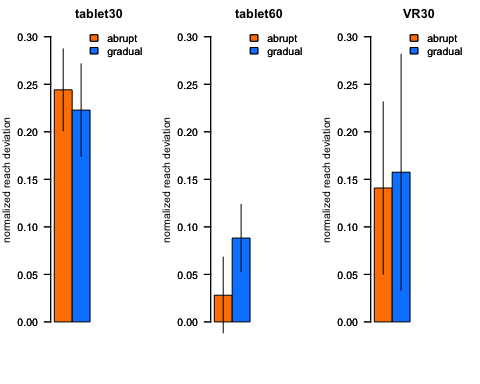 tablet30
abrupt
gradual
normalized reach deviation
0.30
0.25
0.20
0.15
0.10
0.05
0.00
tablet60
abrupt
gradual
normalized reach deviation
0.30
0.25
0.20
0.15
0.10
0.05
0.00
VR30
abrupt
gradual
normalized reach deviation
0.30
0.25
0.20
0.15
0.10
0.05
0.00